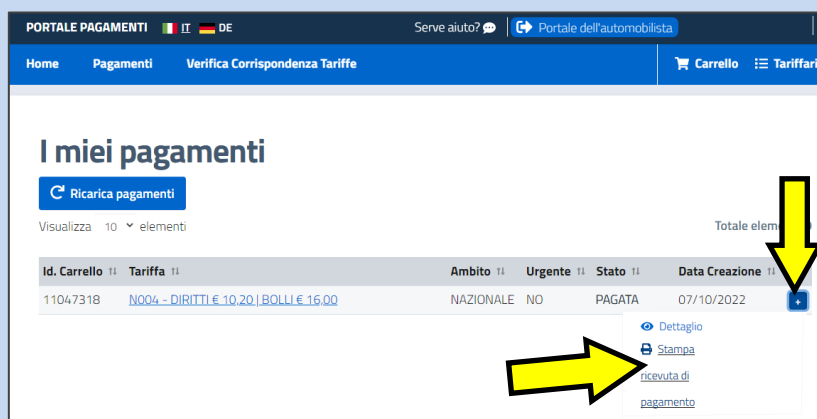 PORTALE PAGAMENTI IT DE Serve aiuto? Portale dell'automobilista
Home Pagamenti Verifica Corrispondenza Tariffe Carrello Tariffari
I miei pagamenti
Ricarica pagamenti
Visualizza 10 elementi Totale
Id. Carrello Tariffa Ambito Urgente Stato Data Creazione
11047318 N004 - DIRITTI € 10,20 | BOLLI € 16,00 NAZIONALE NO PAGATA 07/10/2022 +
Dettaglio
Stampa
ricevuta di
pagamento